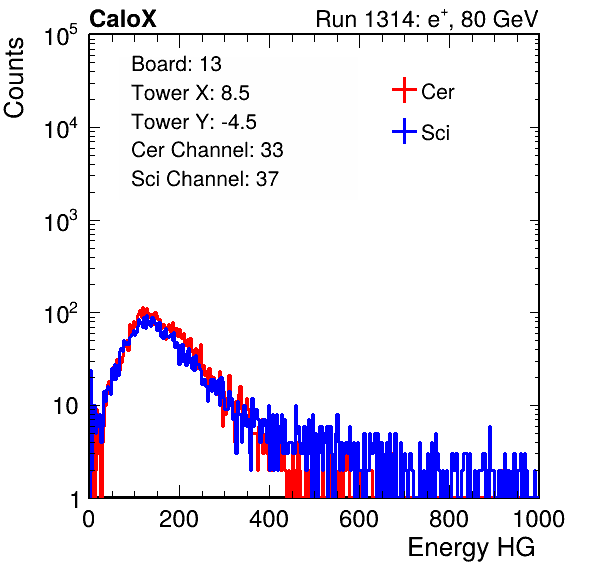 CaloX Run 1314: e⁺, 80 GeV
Counts
10⁵
10⁴
10³
10²
10
1
Board: 13
Tower X: 8.5
Tower Y: -4.5
Cer Channel: 33
Sci Channel: 37
Cer
Sci
0 200 400 600 800 1000
Energy HG